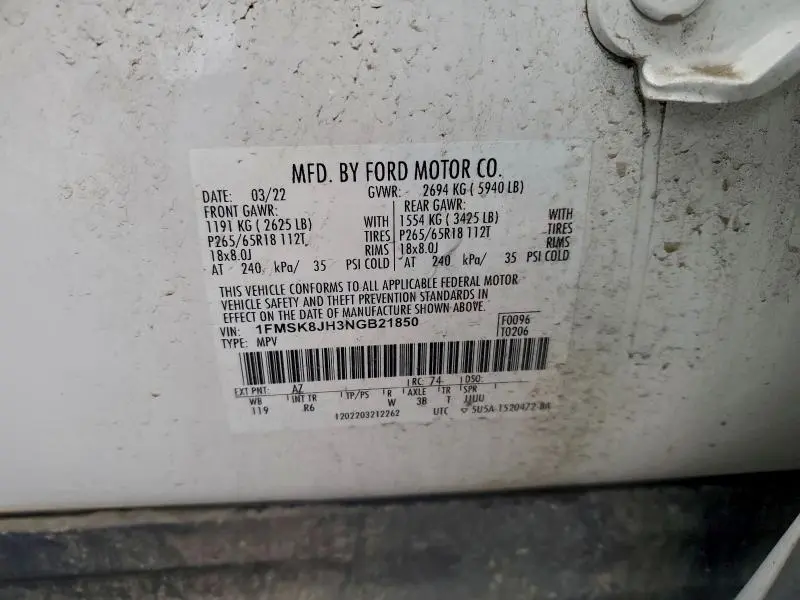 MFD. BY FORD MOTOR CO.
DATE: 03/22 GVWR: 2694 KG ( 5940 LB)
FRONT GAWR: REAR GAWR:
1191 KG ( 2625 LB) WITH 1554 KG ( 3425 LB) WITH
P265/65R18 112T TIRES P265/65R18 112T TIRES
18x8.0J RIMS 18x8.0J RIMS
AT 240 kPa/ 35 PSI COLD AT 240 kPa/ 35 PSI COLD
THIS VEHICLE CONFORMS TO ALL APPLICABLE FEDERAL MOTOR
VEHICLE SAFETY AND THEFT PREVENTION STANDARDS IN
EFFECT ON THE DATE OF MANUFACTURE SHOWN ABOVE.
VIN: 1FMSK8JH3NGB21850 F0096
TYPE: MPV T0206
EXT PNT: AZ RC: 74 DSO:
WB INT TR TP/PS R AXLE TR SPR
119 R6 W 3B T JJUU
1202203212262 UTC 5U5A-1520472-BA